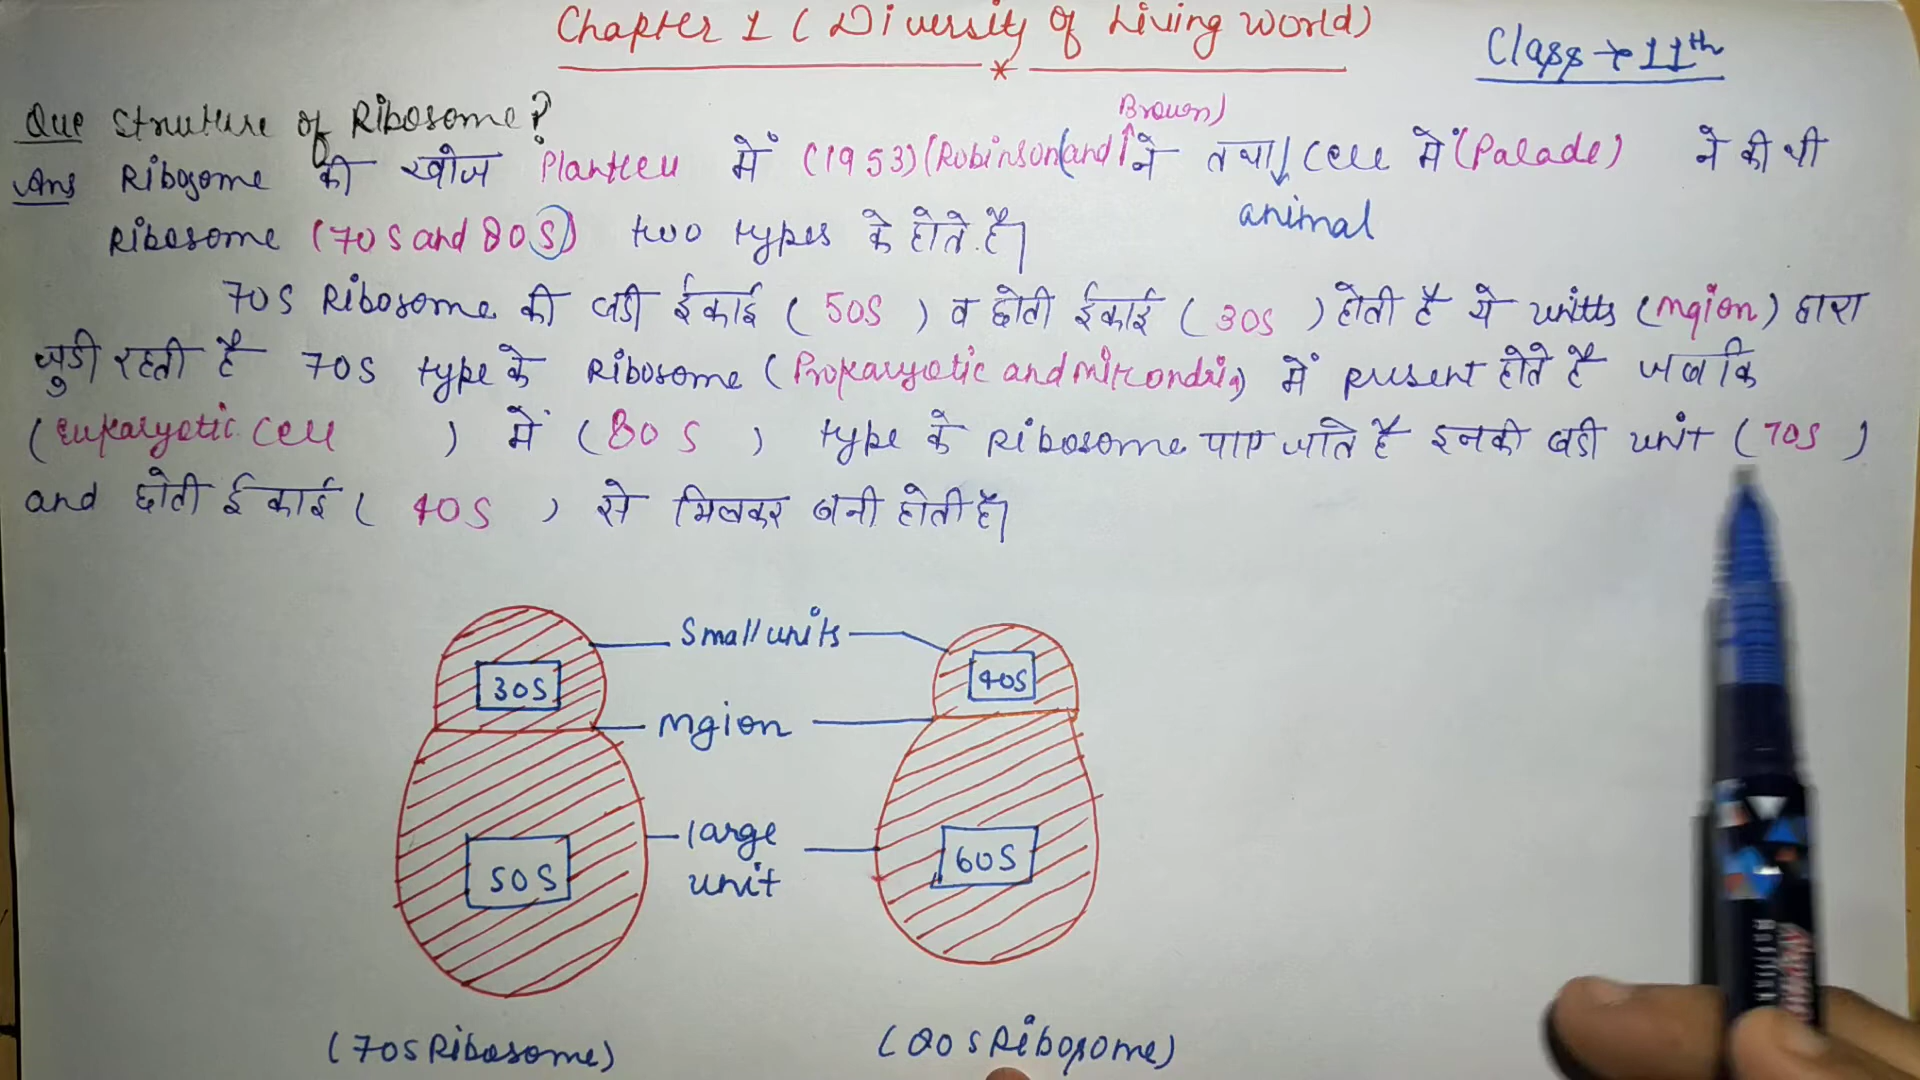 Chapter 1 (Diversity of Living World)
Class → 11th
Que Struture of Ribosome?
Brown)
Ans Ribosome की खोज Plantcell में (1953) (Robinson and ने तथा Cell में (Palade) ने की थी
animal
Ribosome (70S and 80S) two types के होते है।
70S Ribosome की बडी ईकाई (50S) व छोटी ईकाई (30S) होती है ये units (mgion) द्वारा
जुडी रहती है 70S type के Ribosome (Prokaryotic and mitcondria) में present होते है जबकि
(Eukaryotic Cell) में (80S) type के Ribosome पाए जाते है इनकी बडी unit (70S)
and छोटी ईकाई (40S) से मिलकर बनी होती है।
Small units
30S
40S
mgion
large unit
50S
60S
(70S Ribosome)
(80S Ribosome)